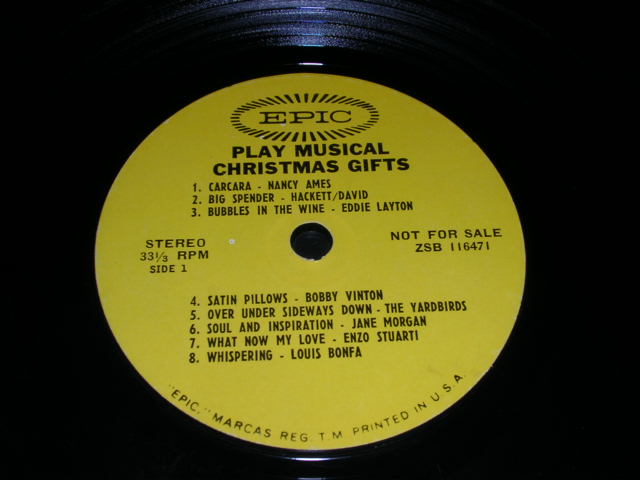 EPIC
PLAY MUSICAL
CHRISTMAS GIFTS
1. CARCARA - NANCY AMES
2. BIG SPENDER - HACKETT/DAVID
3. BUBBLES IN THE WINE - EDDIE LAYTON
STEREO
33⅓ RPM
SIDE 1
NOT FOR SALE
ZSB 116471
4. SATIN PILLOWS - BOBBY VINTON
5. OVER UNDER SIDEWAYS DOWN - THE YARDBIRDS
6. SOUL AND INSPIRATION - JANE MORGAN
7. WHAT NOW MY LOVE - ENZO STUARTI
8. WHISPERING - LOUIS BONFA
"EPIC," MARCAS REG. T.M. PRINTED IN U.S.A.